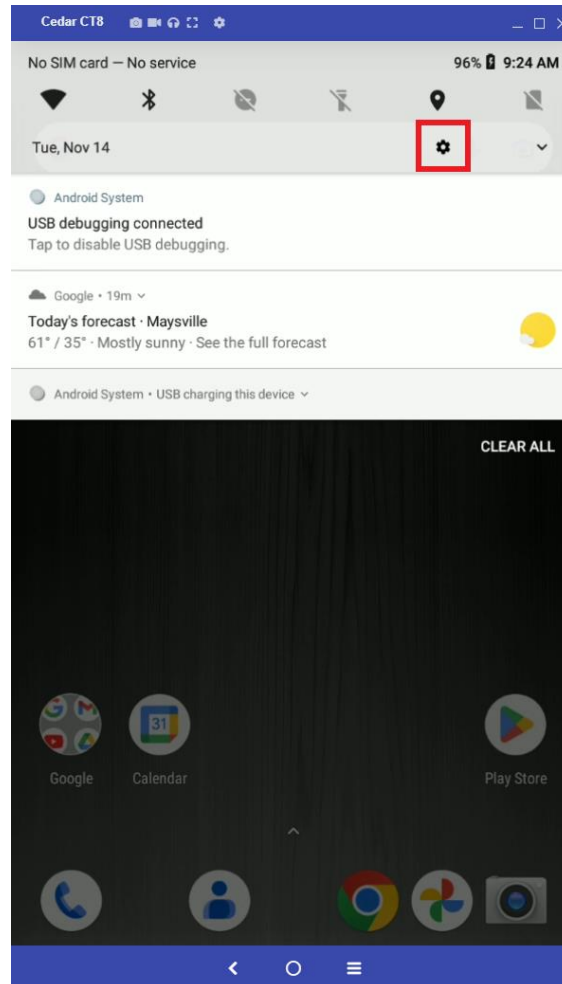 Cedar CT8
No SIM card — No service 96% 9:24 AM
Tue, Nov 14
Android System
USB debugging connected
Tap to disable USB debugging.
Google • 19m
Today's forecast · Maysville
61° / 35° · Mostly sunny · See the full forecast
Android System • USB charging this device
CLEAR ALL
31
Google Calendar Play Store